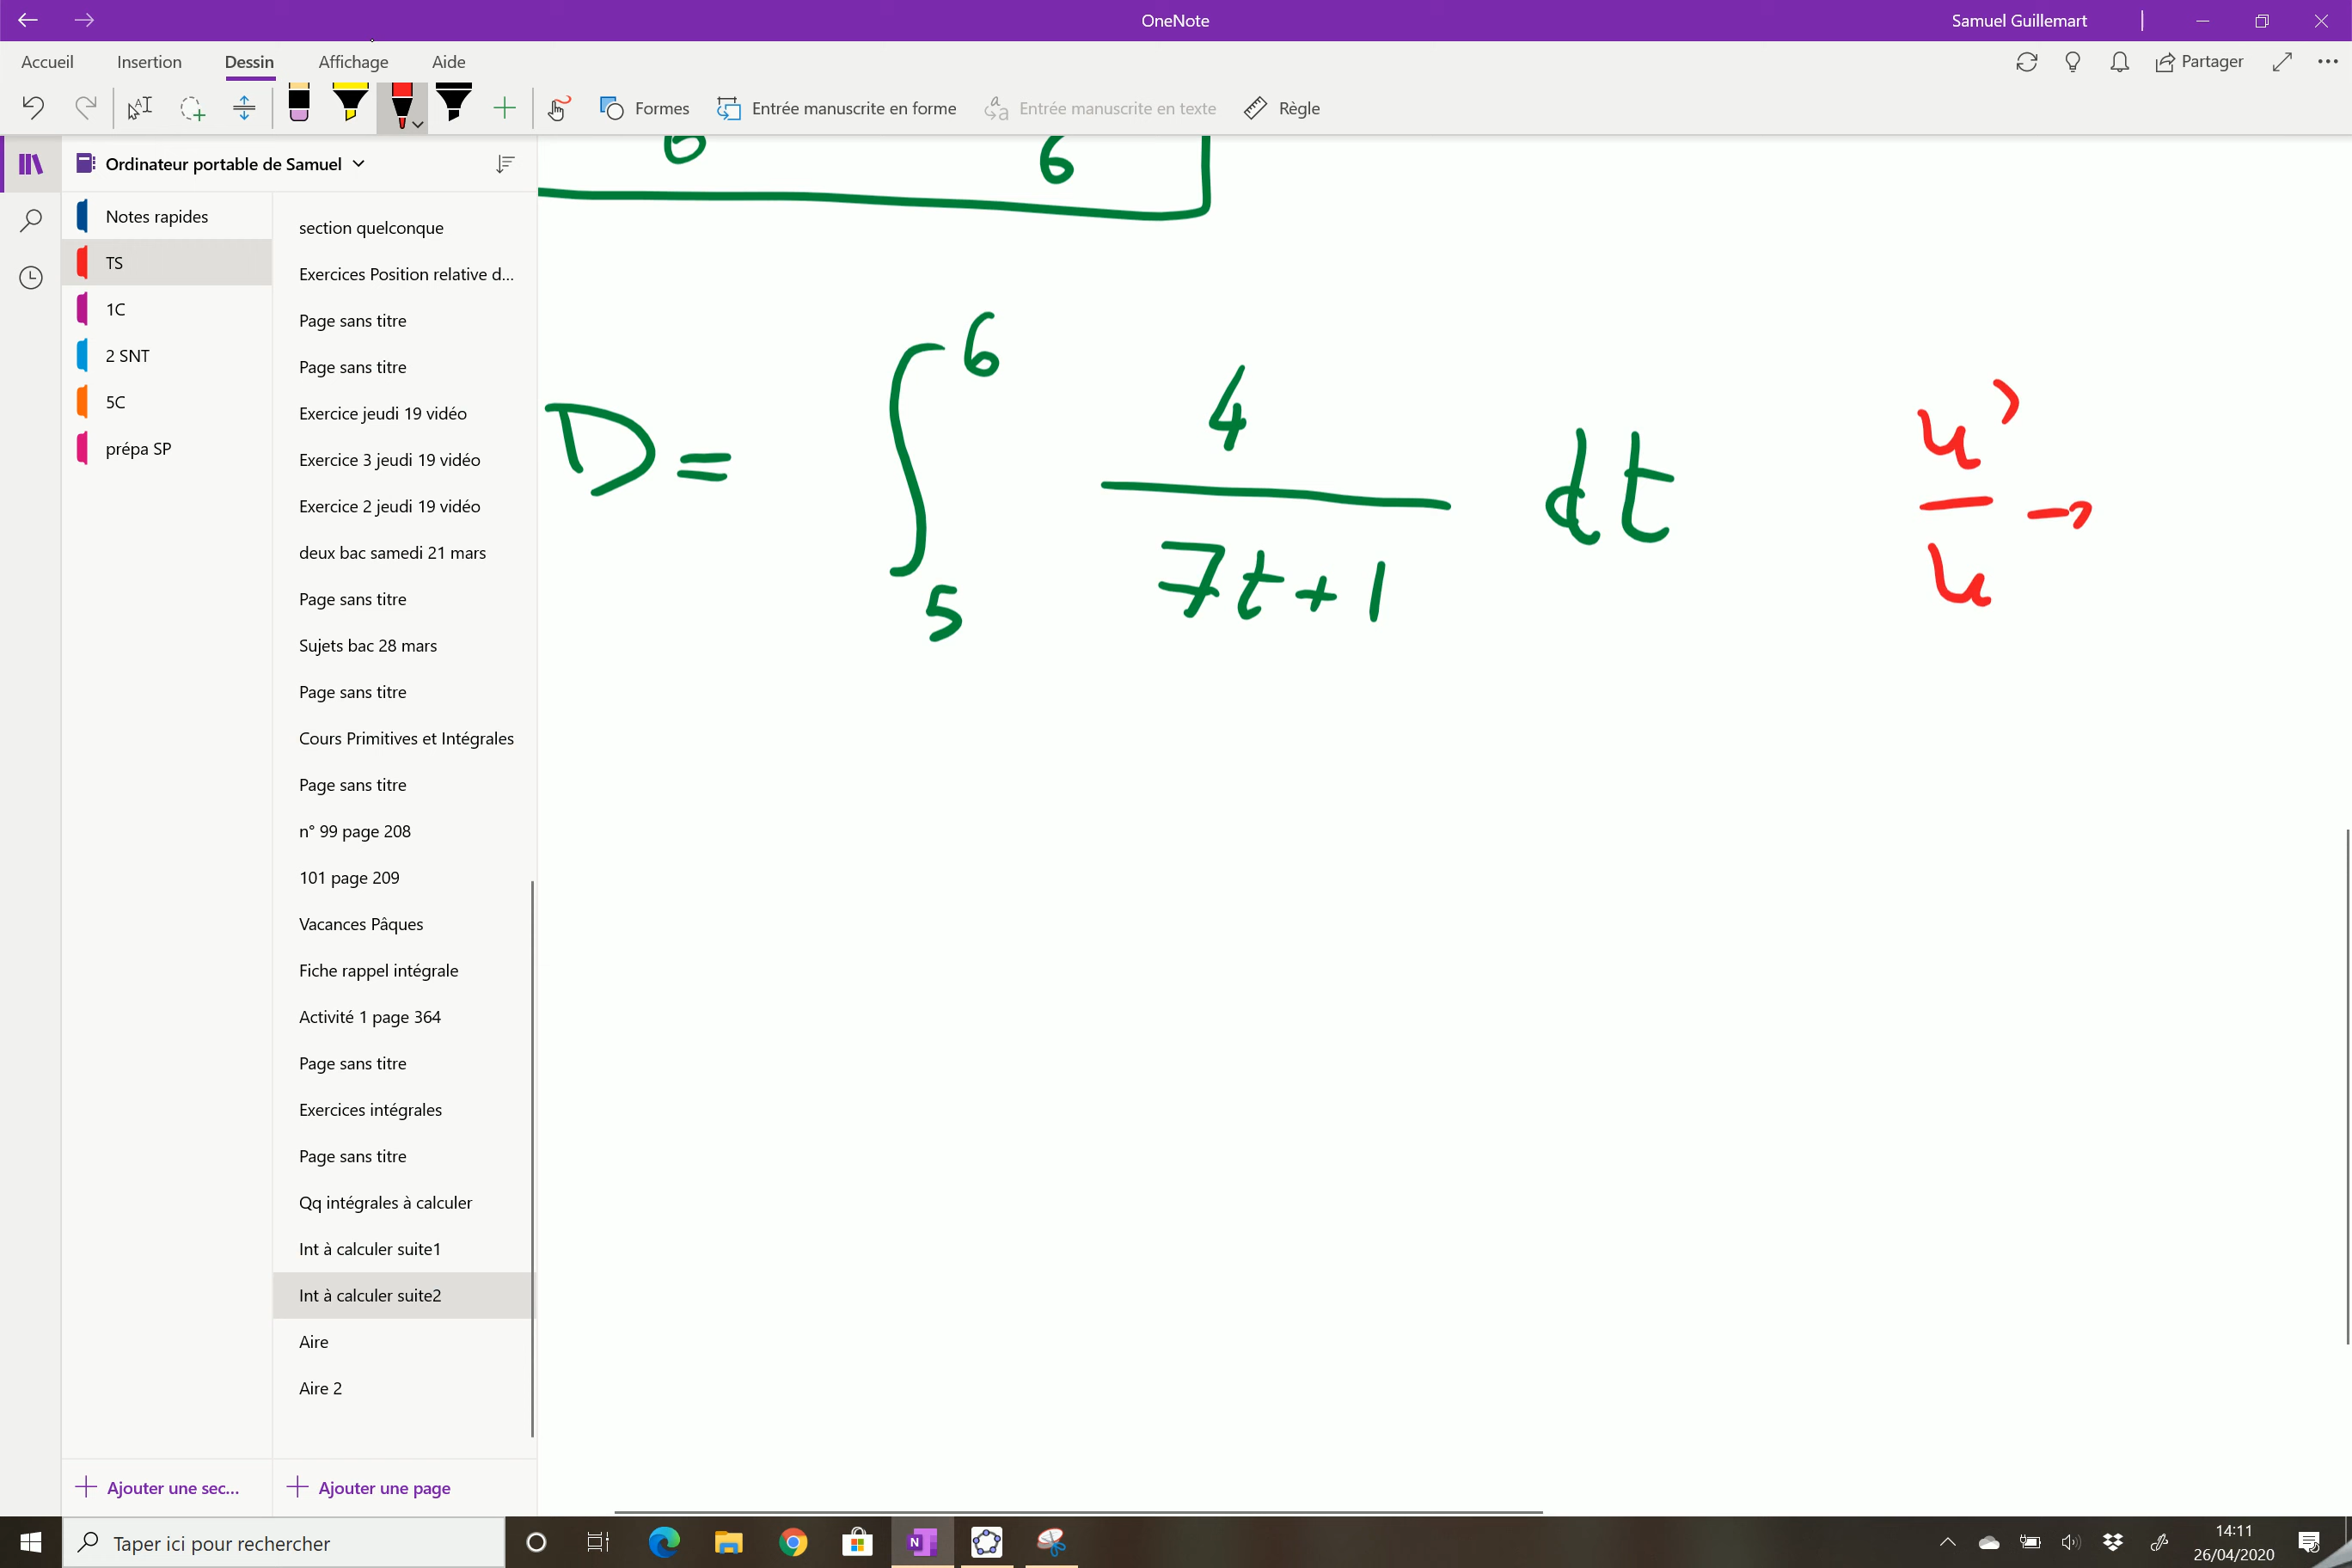 OneNote
Samuel Guillemart
Accueil Insertion Dessin Affichage Aide
Partager
Formes Entrée manuscrite en forme Entrée manuscrite en texte Règle
Ordinateur portable de Samuel
Notes rapides
TS
1C
2 SNT
5C
prépa SP
section quelconque
Exercices Position relative d...
Page sans titre
Page sans titre
Exercice jeudi 19 vidéo
Exercice 3 jeudi 19 vidéo
Exercice 2 jeudi 19 vidéo
deux bac samedi 21 mars
Page sans titre
Sujets bac 28 mars
Page sans titre
Cours Primitives et Intégrales
Page sans titre
n° 99 page 208
101 page 209
Vacances Pâques
Fiche rappel intégrale
Activité 1 page 364
Page sans titre
Exercices intégrales
Page sans titre
Qq intégrales à calculer
Int à calculer suite1
Int à calculer suite2
Aire
Aire 2
Ajouter une sec...
Ajouter une page
6
D = ∫₅⁶ 4/(7t+1) dt
u'/u →
Taper ici pour rechercher
14:11
26/04/2020